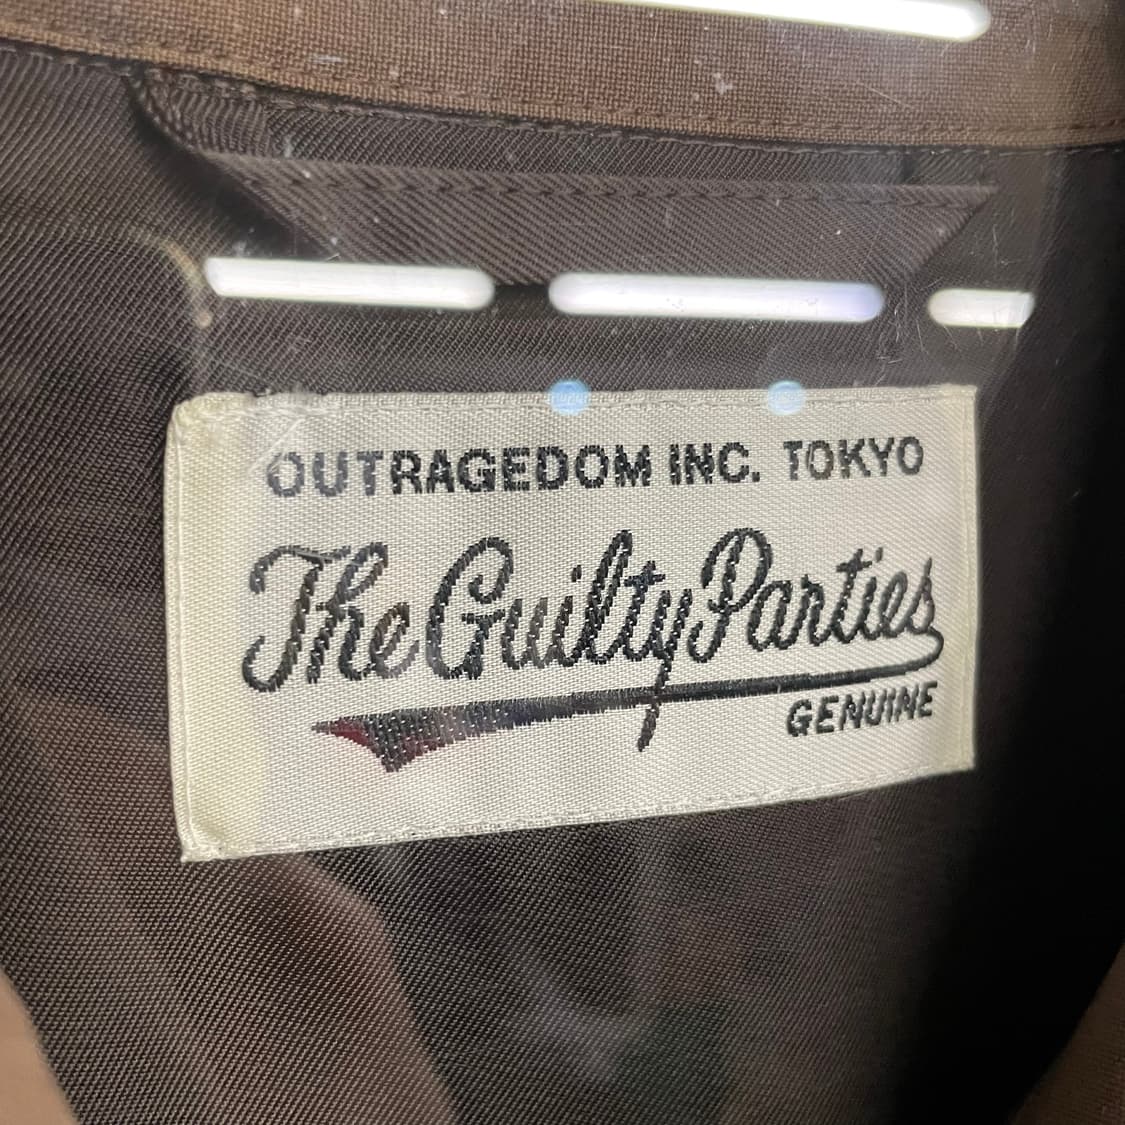 OUTRAGEDOM INC. TOKYO
The Guilty Parties
GENUINE